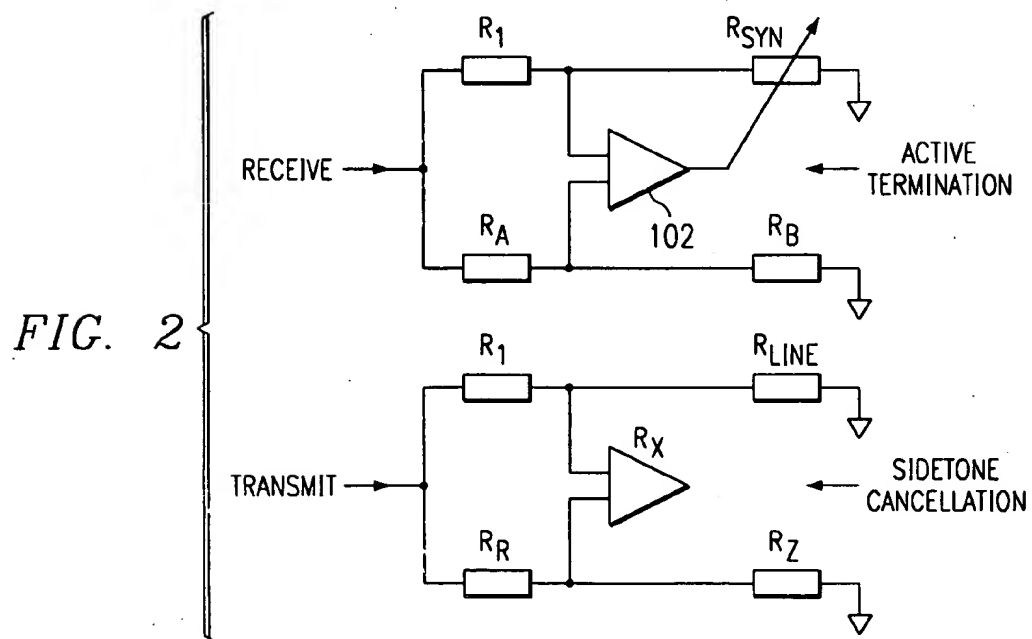 R1
RSYN
RECEIVE
ACTIVE
TERMINATION
102
RA
RB
FIG. 2
R1
RLINE
RX
TRANSMIT
SIDETONE
CANCELLATION
RR
RZ